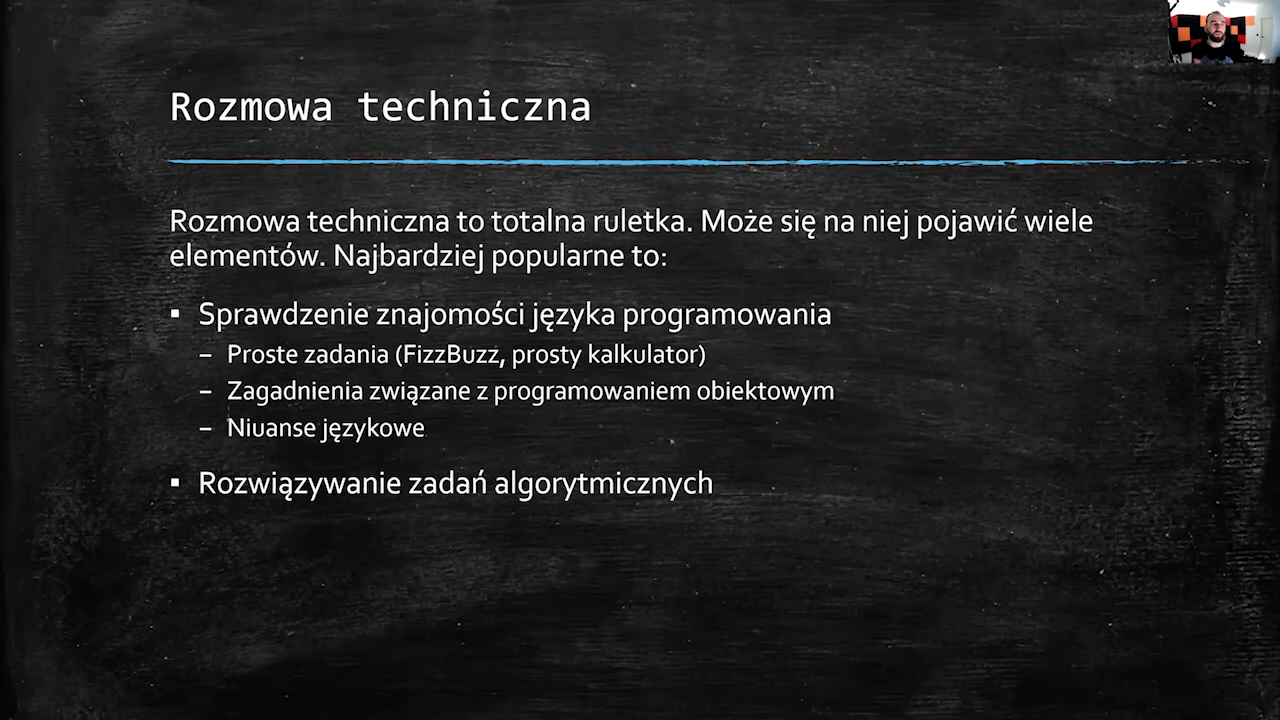 Rozmowa techniczna
Rozmowa techniczna to totalna ruletka. Może się na niej pojawić wiele
elementów. Najbardziej popularne to:
▪ Sprawdzenie znajomości języka programowania
– Proste zadania (FizzBuzz, prosty kalkulator)
– Zagadnienia związane z programowaniem obiektowym
– Niuanse językowe
▪ Rozwiązywanie zadań algorytmicznych